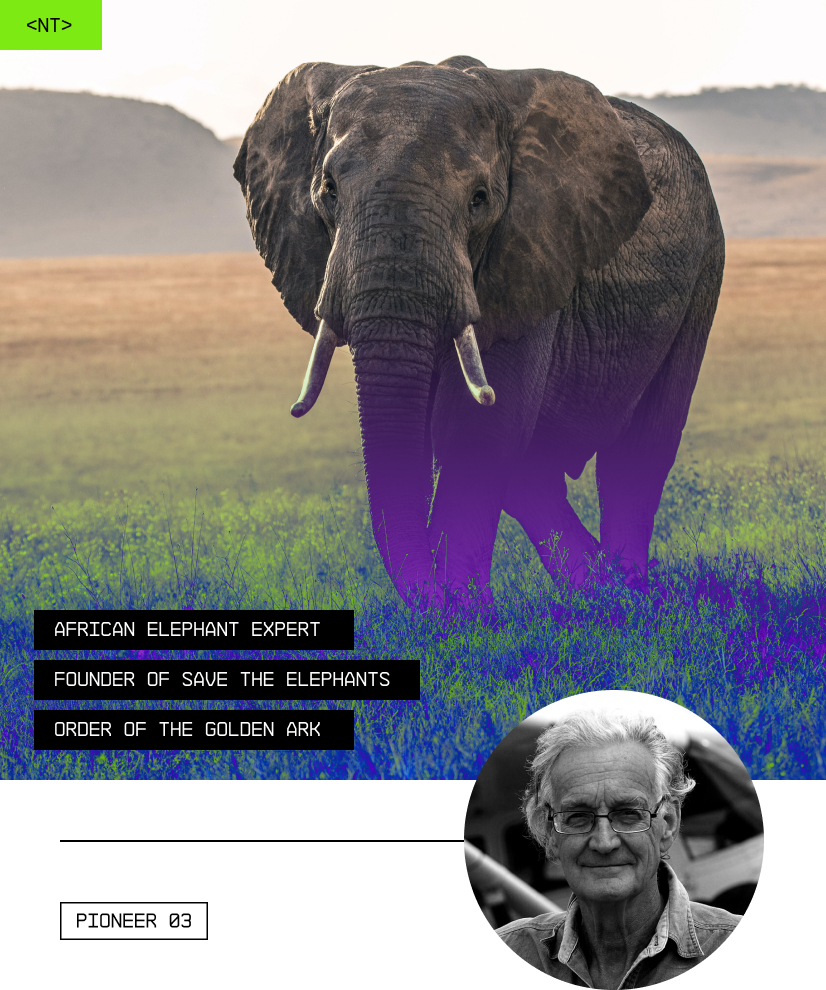 <NT>
AFRICAN ELEPHANT EXPERT
FOUNDER OF SAVE THE ELEPHANTS
ORDER OF THE GOLDEN ARK
PIONEER 03